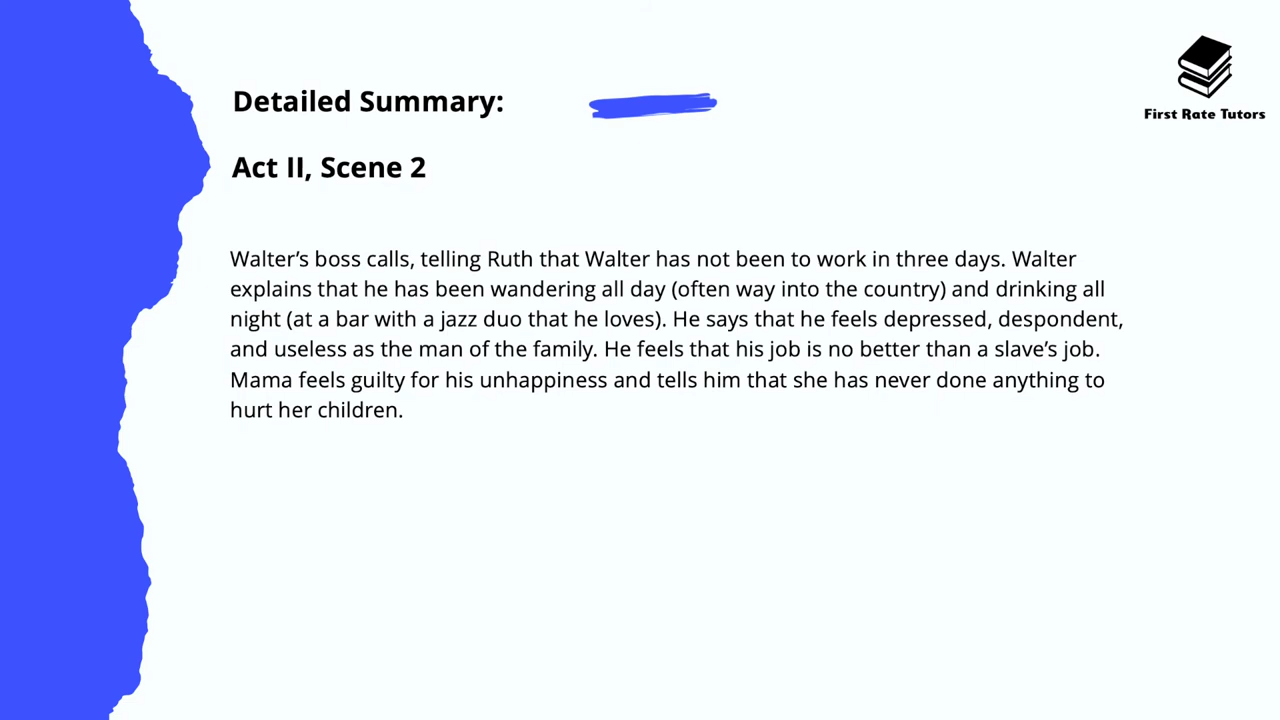 Detailed Summary:
First Rate Tutors
Act II, Scene 2
Walter’s boss calls, telling Ruth that Walter has not been to work in three days. Walter
explains that he has been wandering all day (often way into the country) and drinking all
night (at a bar with a jazz duo that he loves). He says that he feels depressed, despondent,
and useless as the man of the family. He feels that his job is no better than a slave’s job.
Mama feels guilty for his unhappiness and tells him that she has never done anything to
hurt her children.